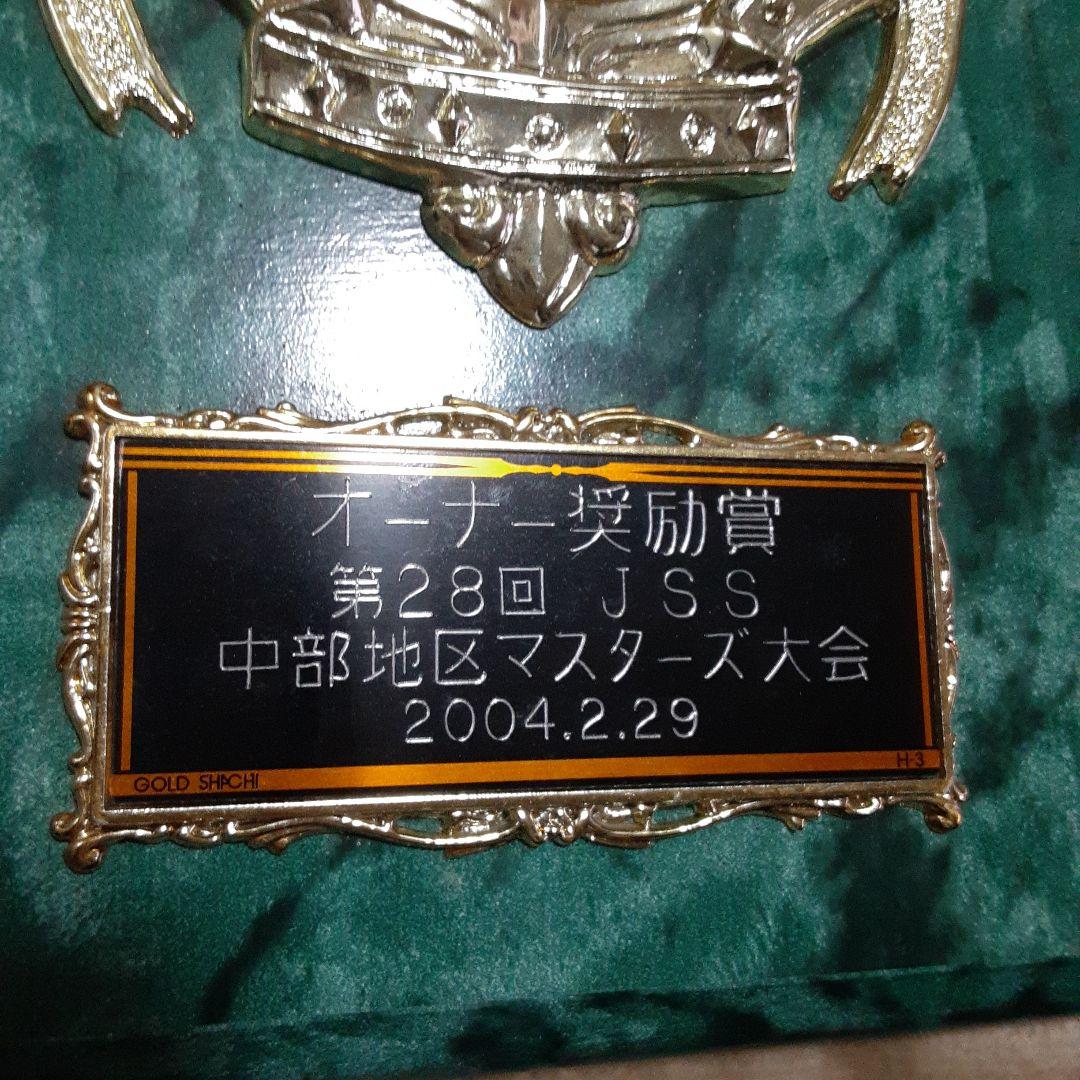 オーナー奨励賞
第28回 JSS
中部地区マスターズ大会
2004.2.29
GOLD SHACHI
H-3